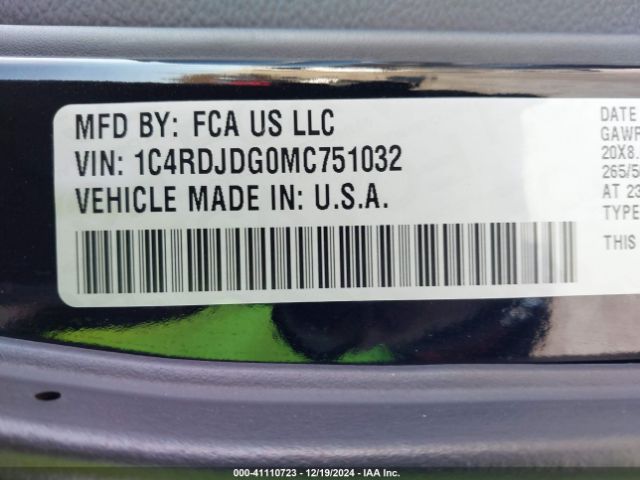 MFD BY: FCA US LLC
VIN: 1C4RDJDG0MC751032
VEHICLE MADE IN: U.S.A.
DATE
GAWR
20X8.
265/5
AT 23
TYPE
THIS
000-41110723 - 12/19/2024 - IAA, Inc.